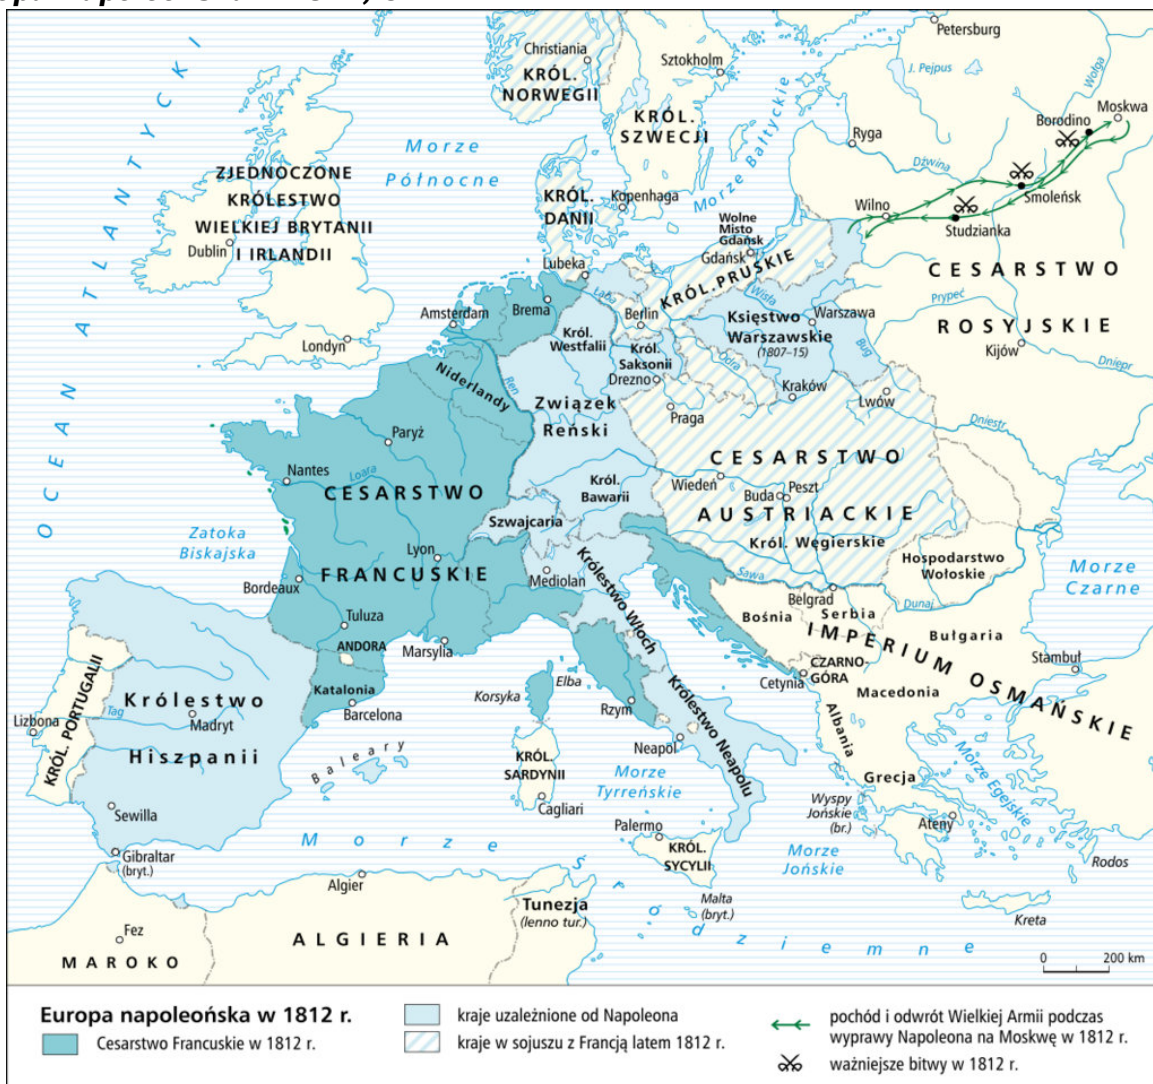 Petersburg
Christiania
KRÓL.
NORWEGII
Sztokholm
KRÓL.
SZWECJI
J. Pejpus
Wołga
Moskwa
Borodino
Ryga
Dźwina
Smoleńsk
Wilno
Studzianka
OCEAN ATLANTYCKI
Morze
Północne
Morze Bałtyckie
ZJEDNOCZONE
KRÓLESTWO
WIELKIEJ BRYTANII
I IRLANDII
Dublin
Londyn
KRÓL.
DANII
Kopenhaga
Wolne
Misto
Gdańsk
Gdańsk
KRÓL. PRUSKIE
Lubeka
Łaba
Brema
Amsterdam
Berlin
Wisła
Księstwo
Warszawskie
(1807–15)
Warszawa
Bug
CESARSTWO
ROSYJSKIE
Prypeć
Kijów
Dniepr
Król.
Westfalii
Król.
Saksonii
Drezno
Odra
Kraków
Lwów
Dniestr
Niderlandy
Ren
Związek
Reński
Praga
Paryż
Nantes
Loara
CESARSTWO
FRANCUSKIE
Król.
Bawarii
Wiedeń
CESARSTWO
AUSTRIACKIE
Buda
Peszt
Król. Węgierskie
Szwajcaria
Zatoka
Biskajska
Lyon
Mediolan
Bordeaux
Tuluza
Marsylia
ANDORA
Katalonia
Barcelona
Królestwo Włoch
Sawa
Belgrad
Hospodarstwo
Wołoskie
Dunaj
Morze
Czarne
Bośnia
Serbia
Bułgaria
IMPERIUM OSMAŃSKIE
Stambuł
CZARNO-
GÓRA
Cetynia
Macedonia
Albania
Grecja
Morze Egejskie
Ateny
Wyspy
Jońskie
(br.)
Rodos
Kreta
KRÓL. PORTUGALII
Lizbona
Tag
Królestwo
Hiszpanii
Madryt
Sewilla
Gibraltar
(bryt.)
Baleary
Korsyka
Elba
Rzym
KRÓL.
SARDYNII
Cagliari
Neapol
Królestwo Neapolu
Morze
Tyrreńskie
Palermo
KRÓL.
SYCYLII
Morze
Jońskie
Malta
(bryt.)
Morze Śródziemne
Algier
Tunezja
(lenno tur.)
ALGIERIA
Fez
MAROKO
0 200 km
Europa napoleońska w 1812 r.
Cesarstwo Francuskie w 1812 r.
kraje uzależnione od Napoleona
kraje w sojuszu z Francją latem 1812 r.
pochód i odwrót Wielkiej Armii podczas
wyprawy Napoleona na Moskwę w 1812 r.
ważniejsze bitwy w 1812 r.